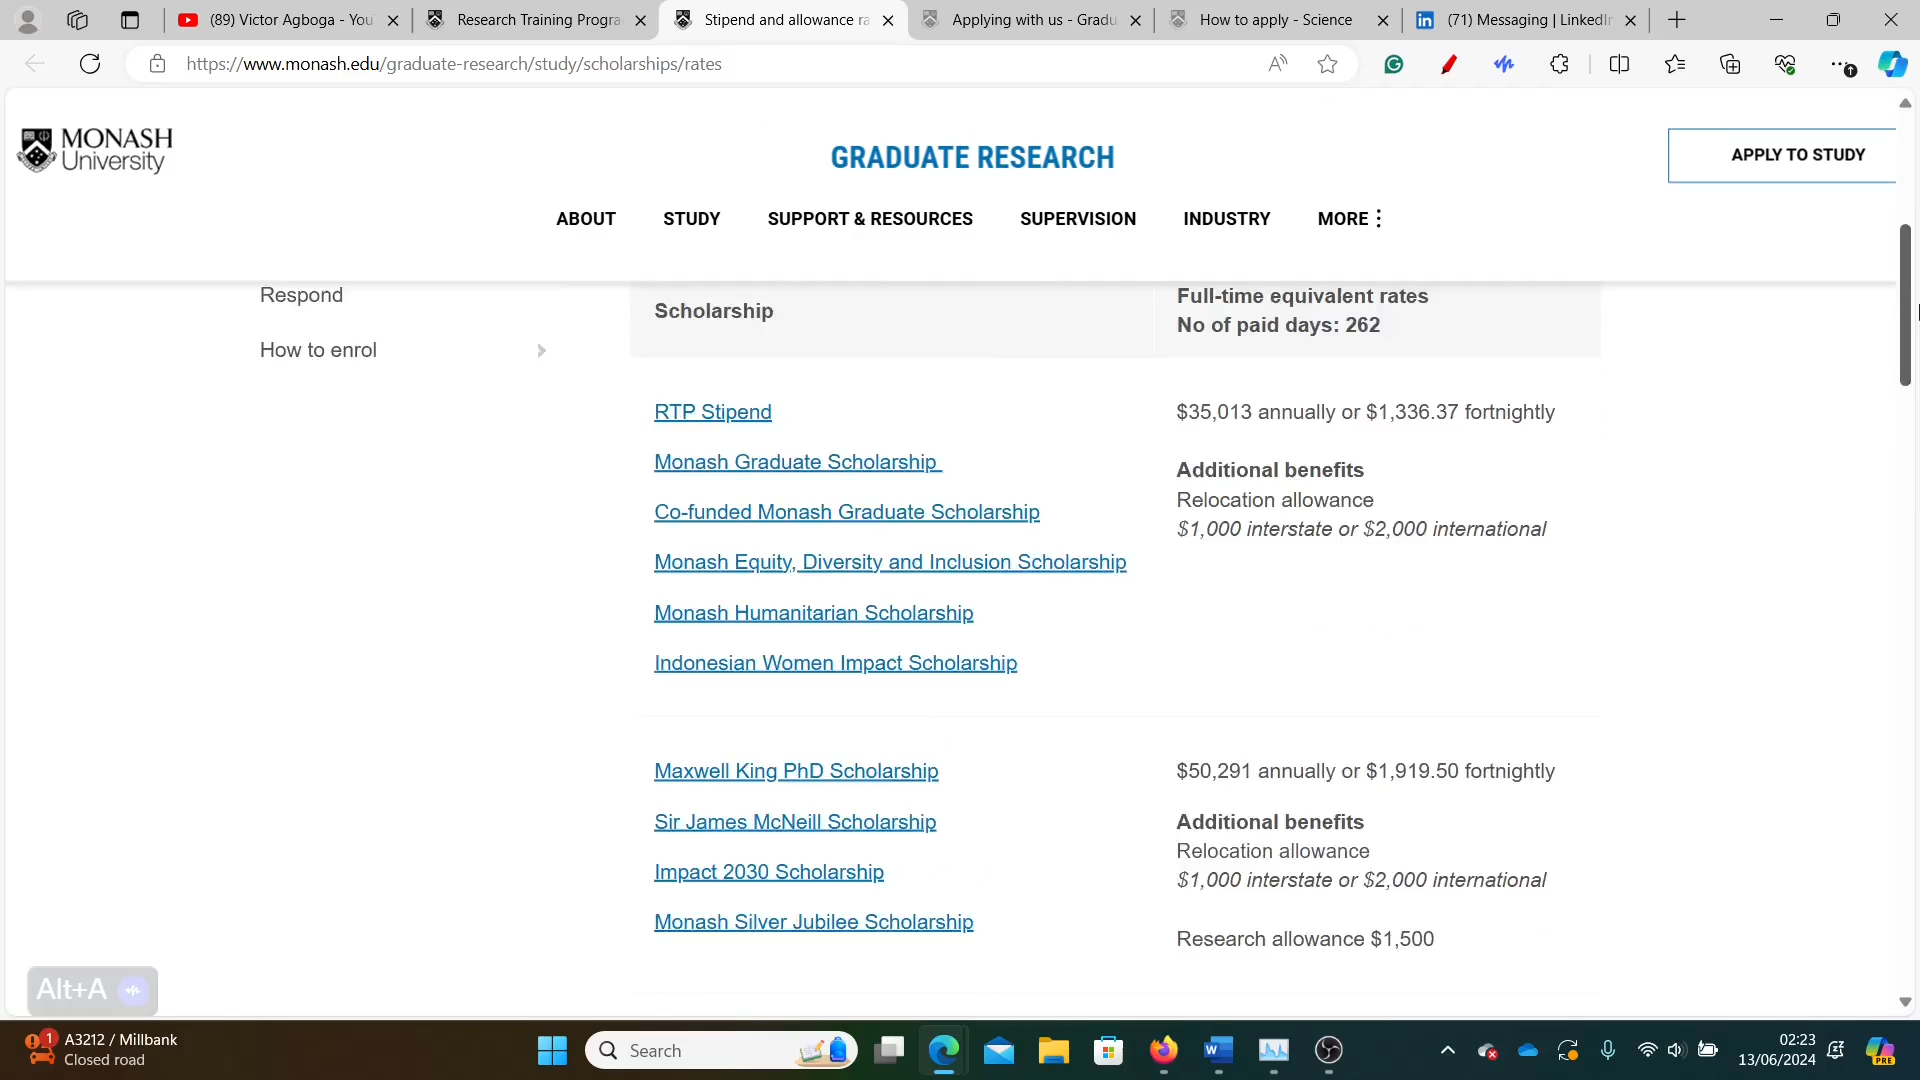 (89) Victor Agboga - You
Research Training Progra
Stipend and allowance ra
Applying with us - Gradu
How to apply - Science
(71) Messaging | LinkedIn
https://www.monash.edu/graduate-research/study/scholarships/rates
MONASH
University
GRADUATE RESEARCH
APPLY TO STUDY
ABOUT
STUDY
SUPPORT & RESOURCES
SUPERVISION
INDUSTRY
MORE
Respond
How to enrol
Scholarship
Full-time equivalent rates
No of paid days: 262
RTP Stipend
Monash Graduate Scholarship
Co-funded Monash Graduate Scholarship
Monash Equity, Diversity and Inclusion Scholarship
Monash Humanitarian Scholarship
Indonesian Women Impact Scholarship
$35,013 annually or $1,336.37 fortnightly
Additional benefits
Relocation allowance
$1,000 interstate or $2,000 international
Maxwell King PhD Scholarship
Sir James McNeill Scholarship
Impact 2030 Scholarship
Monash Silver Jubilee Scholarship
$50,291 annually or $1,919.50 fortnightly
Additional benefits
Relocation allowance
$1,000 interstate or $2,000 international
Research allowance $1,500
Alt+A
1
A3212 / Millbank
Closed road
Search
02:23
13/06/2024
PRE